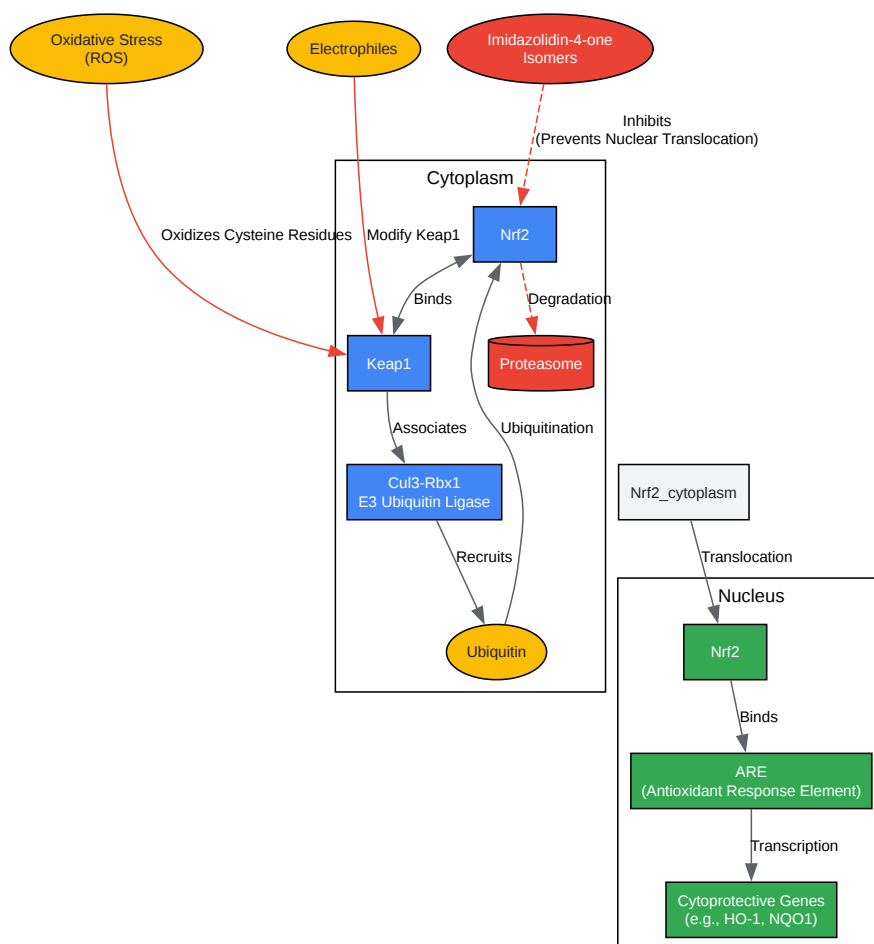 Oxidative Stress
(ROS)
Electrophiles
Imidazolidin-4-one
Isomers
Inhibits
(Prevents Nuclear Translocation)
Cytoplasm
Oxidizes Cysteine Residues
Modify Keap1
Nrf2
Binds
Degradation
Keap1
Proteasome
Associates
Ubiquitination
Cul3-Rbx1
E3 Ubiquitin Ligase
Nrf2_cytoplasm
Recruits
Translocation
Nucleus
Ubiquitin
Nrf2
Binds
ARE
(Antioxidant Response Element)
Transcription
Cytoprotective Genes
(e.g., HO-1, NQO1)